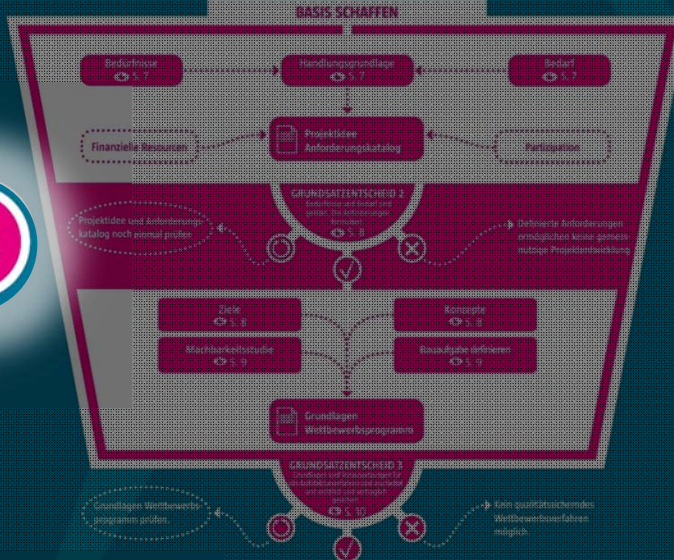 BASIS SCHAFFEN
Bedürfnisse
S. 7
Handlungsgrundlage
S. 7
Bedarf
S. 7
Finanzielle Resourcen
Projektidee
Anforderungskatalog
Partizipation
GRUNDSATZENTSCHEID 2
S. 8
Projektidee und Anforderungs-
katalog noch einmal prüfen
Definierte Anforderungen
ermöglichen keine gemein-
nützige Projektentwicklung
Ziele
S. 8
Konzepte
S. 8
Machbarkeitsstudie
S. 9
Bauaufgabe definieren
S. 9
Grundlagen
Wettbewerbsprogramm
GRUNDSATZENTSCHEID 3
S. 10
Grundlagen Wettbewerbs-
programm prüfen.
Kein qualitätssicherndes
Wettbewerbsverfahren
möglich